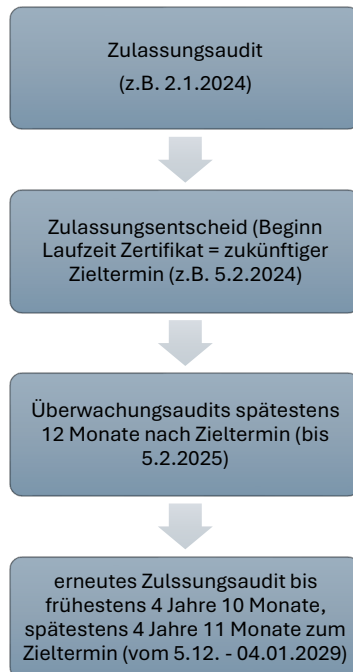 Zulassungsaudit
(z.B. 2.1.2024)
Zulassungsentscheid (Beginn
Laufzeit Zertifikat = zukünftiger
Zieltermin (z.B. 5.2.2024)
Überwachungsaudits spätestens
12 Monate nach Zieltermin (bis
5.2.2025)
erneutes Zulssungsaudit bis
frühestens 4 Jahre 10 Monate,
spätestens 4 Jahre 11 Monate zum
Zieltermin (vom 5.12. - 04.01.2029)